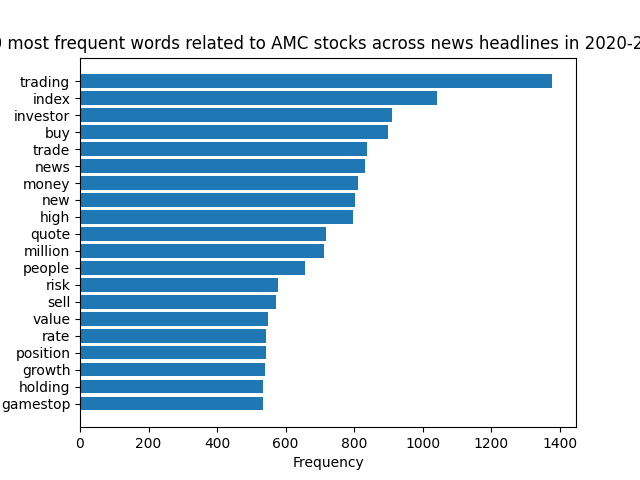 most frequent words related to AMC stocks across news headlines in 2020-2
trading
index
investor
buy
trade
news
money
new
high
quote
million
people
risk
sell
value
rate
position
growth
holding
gamestop
0 200 400 600 800 1000 1200 1400
Frequency